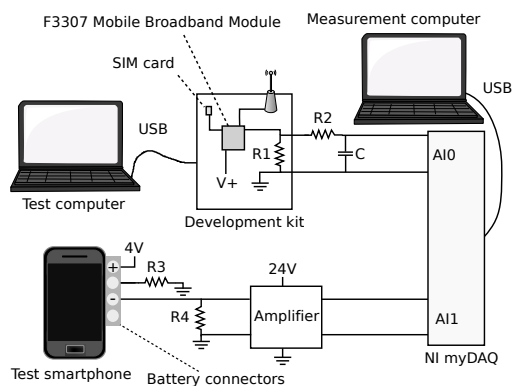 F3307 Mobile Broadband Module
Measurement computer
SIM card
USB
USB
R2
R1
C
AI0
V+
Test computer
Development kit
4V
+
R3
24V
-
R4
Amplifier
AI1
NI myDAQ
Test smartphone
Battery connectors